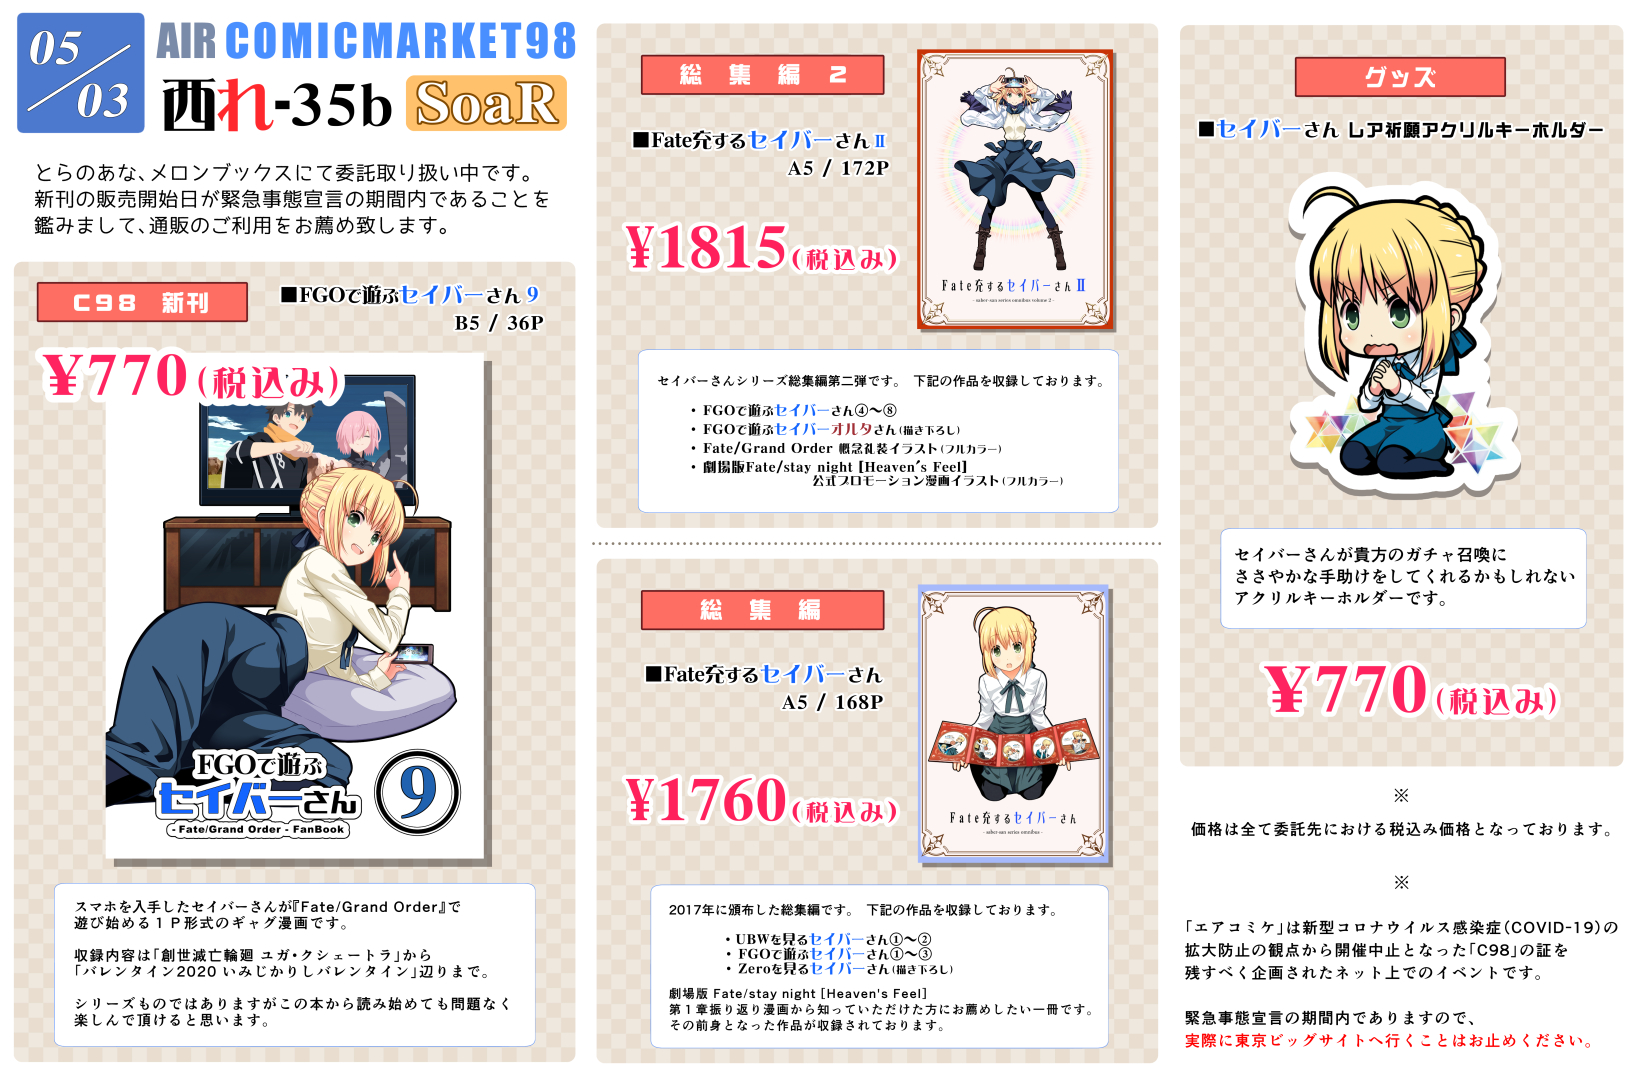 05/03
AIR COMICMARKET98
西れ-35b SoaR
とらのあな、メロンブックスにて委託取り扱い中です。
新刊の販売開始日が緊急事態宣言の期間内であることを
鑑みまして、通販のご利用をお薦め致します。
C98 新刊
■FGOで遊ぶセイバーさん 9
B5 / 36P
¥770(税込み)
FGOで遊ぶ
セイバーさん
- Fate/Grand Order - FanBook
9
スマホを入手したセイバーさんが『Fate/Grand Order』で
遊び始める1P形式のギャグ漫画です。
収録内容は「創世滅亡輪廻 ユガ・クシェートラ」から
「バレンタイン2020 いみじかりしバレンタイン」辺りまで。
シリーズものではありますがこの本から読み始めても問題なく
楽しんで頂けると思います。
総集編2
■Fate充するセイバーさんⅡ
A5 / 172P
¥1815(税込み)
Fate充するセイバーさんⅡ
- saber-san series omnibus volume 2 -
セイバーさんシリーズ総集編第二弾です。 下記の作品を収録しております。
・FGOで遊ぶセイバーさん④〜⑧
・FGOで遊ぶセイバーオルタさん(描き下ろし)
・Fate/Grand Order 概念礼装イラスト(フルカラー)
・劇場版Fate/stay night [Heaven's Feel]
公式プロモーション漫画イラスト(フルカラー)
総集編
■Fate充するセイバーさん
A5 / 168P
¥1760(税込み)
Fate充するセイバーさん
- saber-san series omnibus -
2017年に頒布した総集編です。 下記の作品を収録しております。
・UBWを見るセイバーさん①〜②
・FGOで遊ぶセイバーさん①〜③
・Zeroを見るセイバーさん(描き下ろし)
劇場版 Fate/stay night [Heaven's Feel]
第1章振り返り漫画から知っていただけた方にお薦めしたい一冊です。
その前身となった作品が収録されております。
グッズ
■セイバーさん レア祈願アクリルキーホルダー
セイバーさんが貴方のガチャ召喚に
ささやかな手助けをしてくれるかもしれない
アクリルキーホルダーです。
¥770(税込み)
※
価格は全て委託先における税込み価格となっております。
※
「エアコミケ」は新型コロナウイルス感染症(COVID-19)の
拡大防止の観点から開催中止となった「C98」の証を
残すべく企画されたネット上でのイベントです。
緊急事態宣言の期間内でありますので、
実際に東京ビッグサイトへ行くことはお止めください。